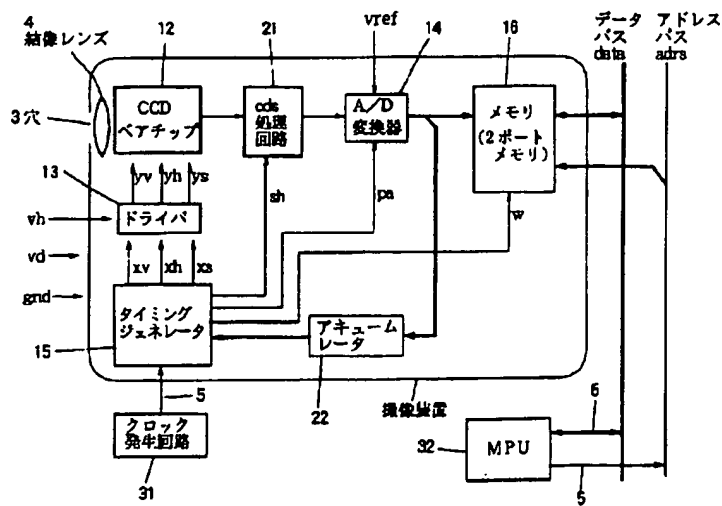 4
結像レンズ
3穴
12
CCD
ベアチップ
21
cds
処理
回路
vref
14
A/D
変換器
16
メモリ
(2ポート
メモリ)
データ
バス
data
アドレス
バス
adrs
13
yv
yh
ys
ドライバ
vh
vd
gnd
xv
xh
xs
sh
pa
w
タイミング
ジェネレータ
15
アキューム
レータ
22
撮像装置
5
クロック
発生回路
31
32
MPU
6
5